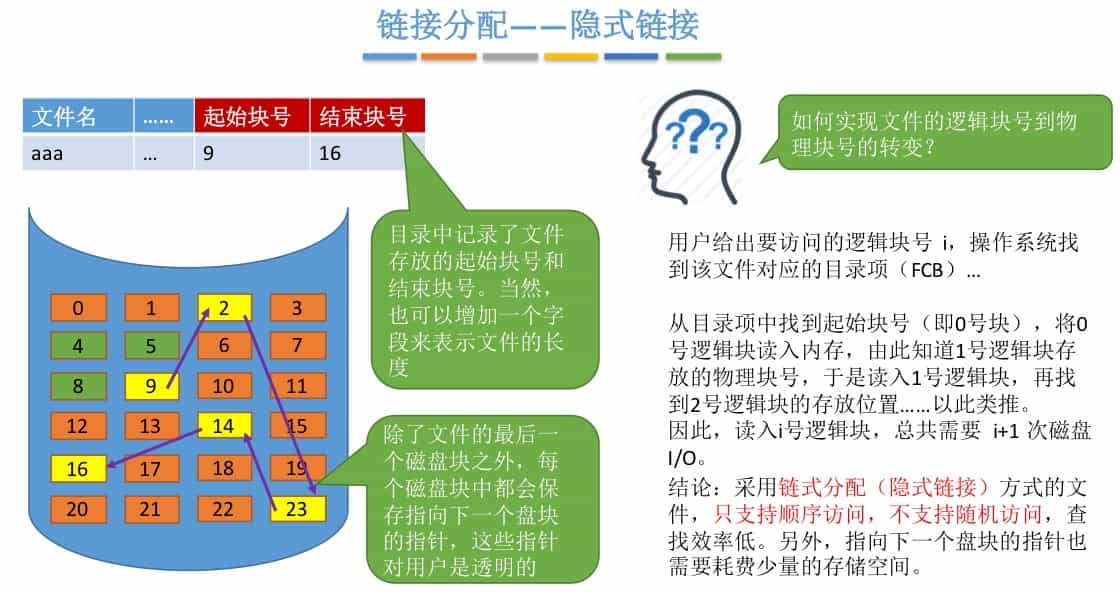 链接分配——隐式链接
文件名 …… 起始块号 结束块号
aaa … 9 16
如何实现文件的逻辑块号到物
理块号的转变？
目录中记录了文件
存放的起始块号和
结束块号。当然，
也可以增加一个字
段来表示文件的长
度
0 1 2 3
4 5 6 7
8 9 10 11
12 13 14 15
16 17 18 19
20 21 22 23
除了文件的最后一
个磁盘块之外，每
个磁盘块中都会保
存指向下一个盘块
的指针，这些指针
对用户是透明的
用户给出要访问的逻辑块号 i，操作系统找
到该文件对应的目录项（FCB）…
从目录项中找到起始块号（即0号块），将0
号逻辑块读入内存，由此知道1号逻辑块存
放的物理块号，于是读入1号逻辑块，再找
到2号逻辑块的存放位置……以此类推。
因此，读入i号逻辑块，总共需要 i+1 次磁盘
I/O。
结论：采用链式分配（隐式链接）方式的文
件，只支持顺序访问，不支持随机访问，查
找效率低。另外，指向下一个盘块的指针也
需要耗费少量的存储空间。